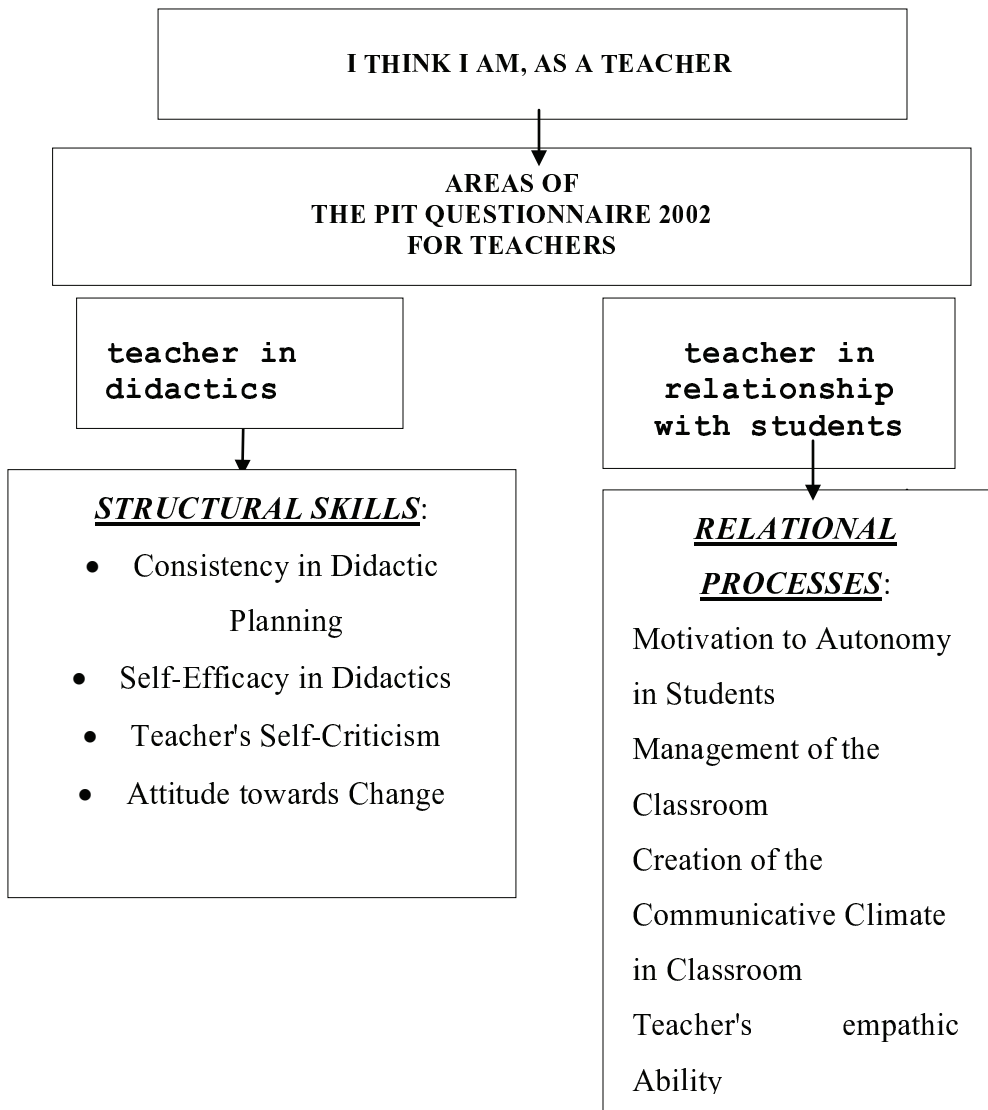 I THINK I AM, AS A TEACHER
AREAS OF
THE PIT QUESTIONNAIRE 2002
FOR TEACHERS
teacher in
didactics
teacher in
relationship
with students
STRUCTURAL SKILLS:
• Consistency in Didactic
Planning
• Self-Efficacy in Didactics
• Teacher's Self-Criticism
• Attitude towards Change
RELATIONAL
PROCESSES:
Motivation to Autonomy
in Students
Management of the
Classroom
Creation of the
Communicative Climate
in Classroom
Teacher's empathic
Ability